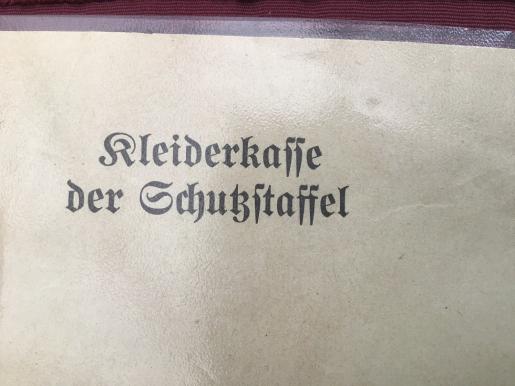 Kleiderkasse
der Schutzstaffel